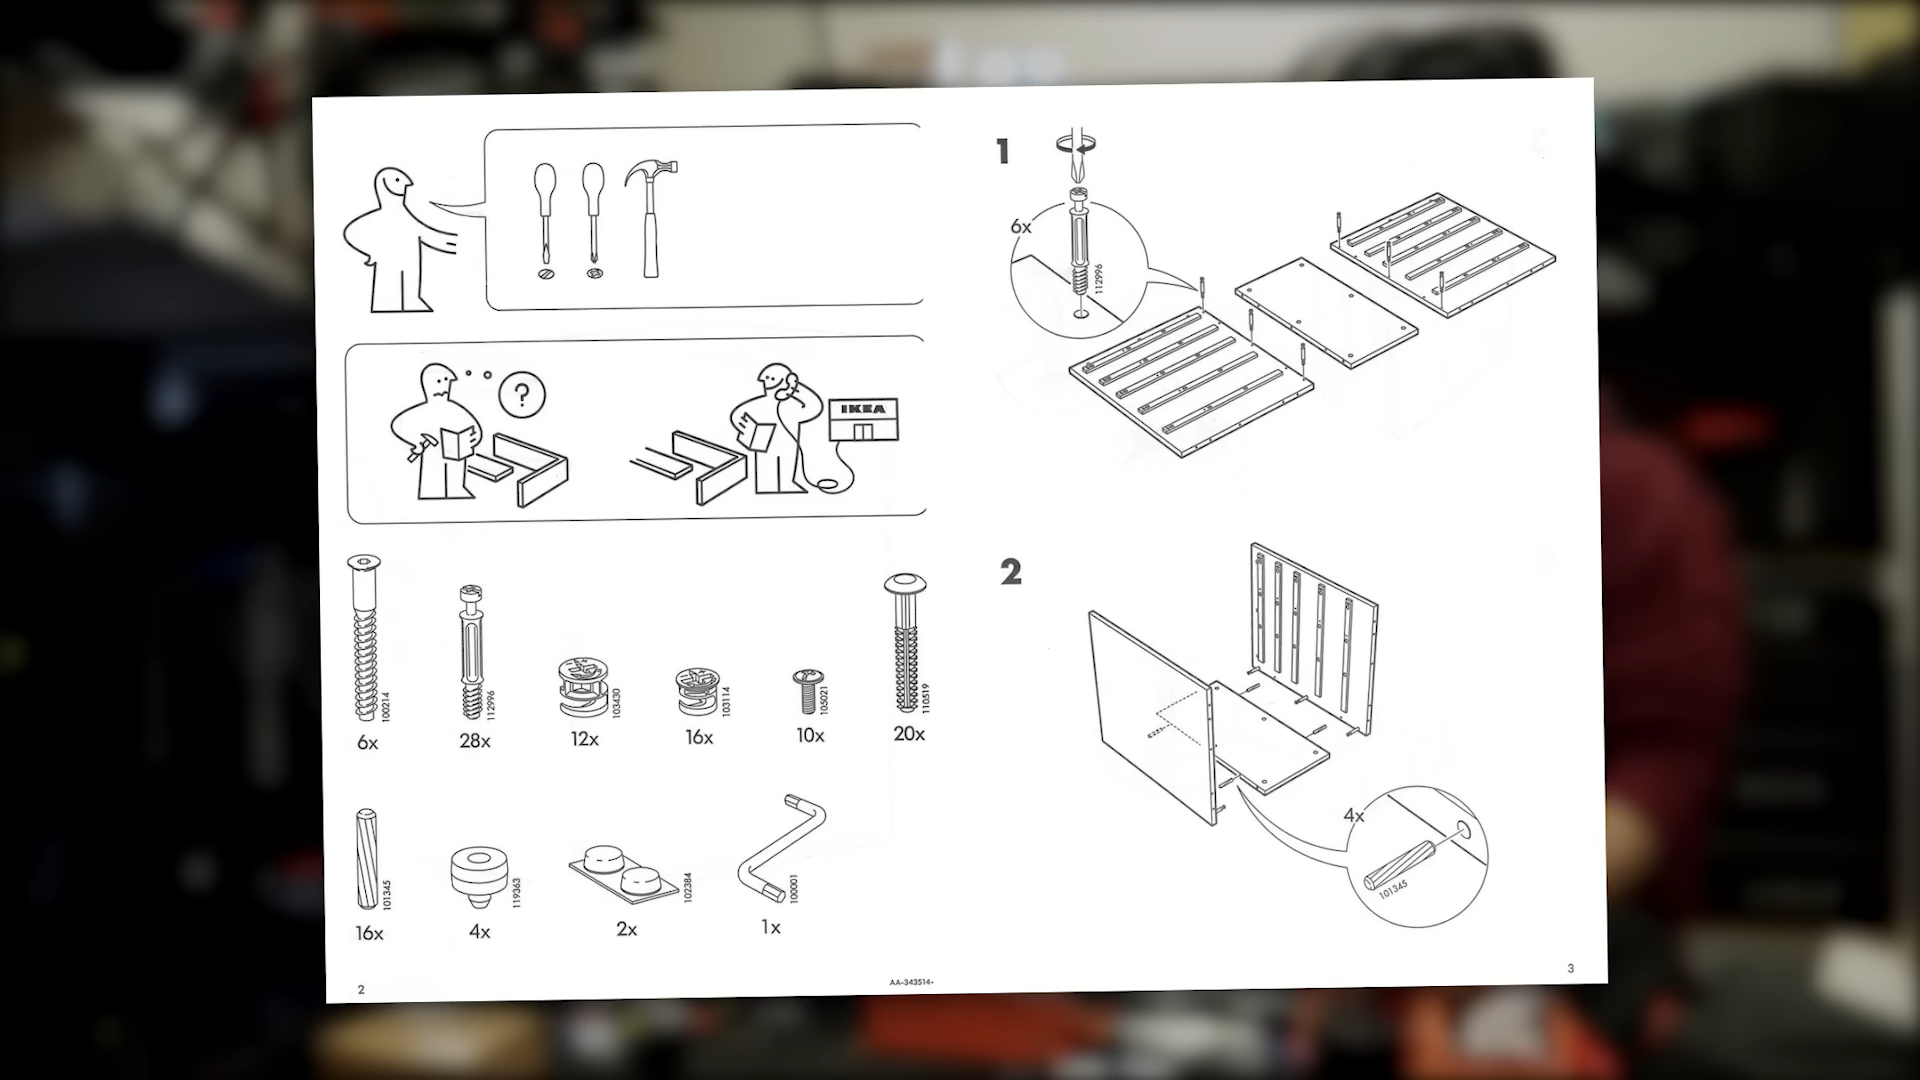 ?
IKEA
100214
112996
103430
103114
105021
110519
6x
28x
12x
16x
10x
20x
101345
119363
102384
100001
16x
4x
2x
1x
2
AA-343514-
1
6x
112996
2
4x
101345
3